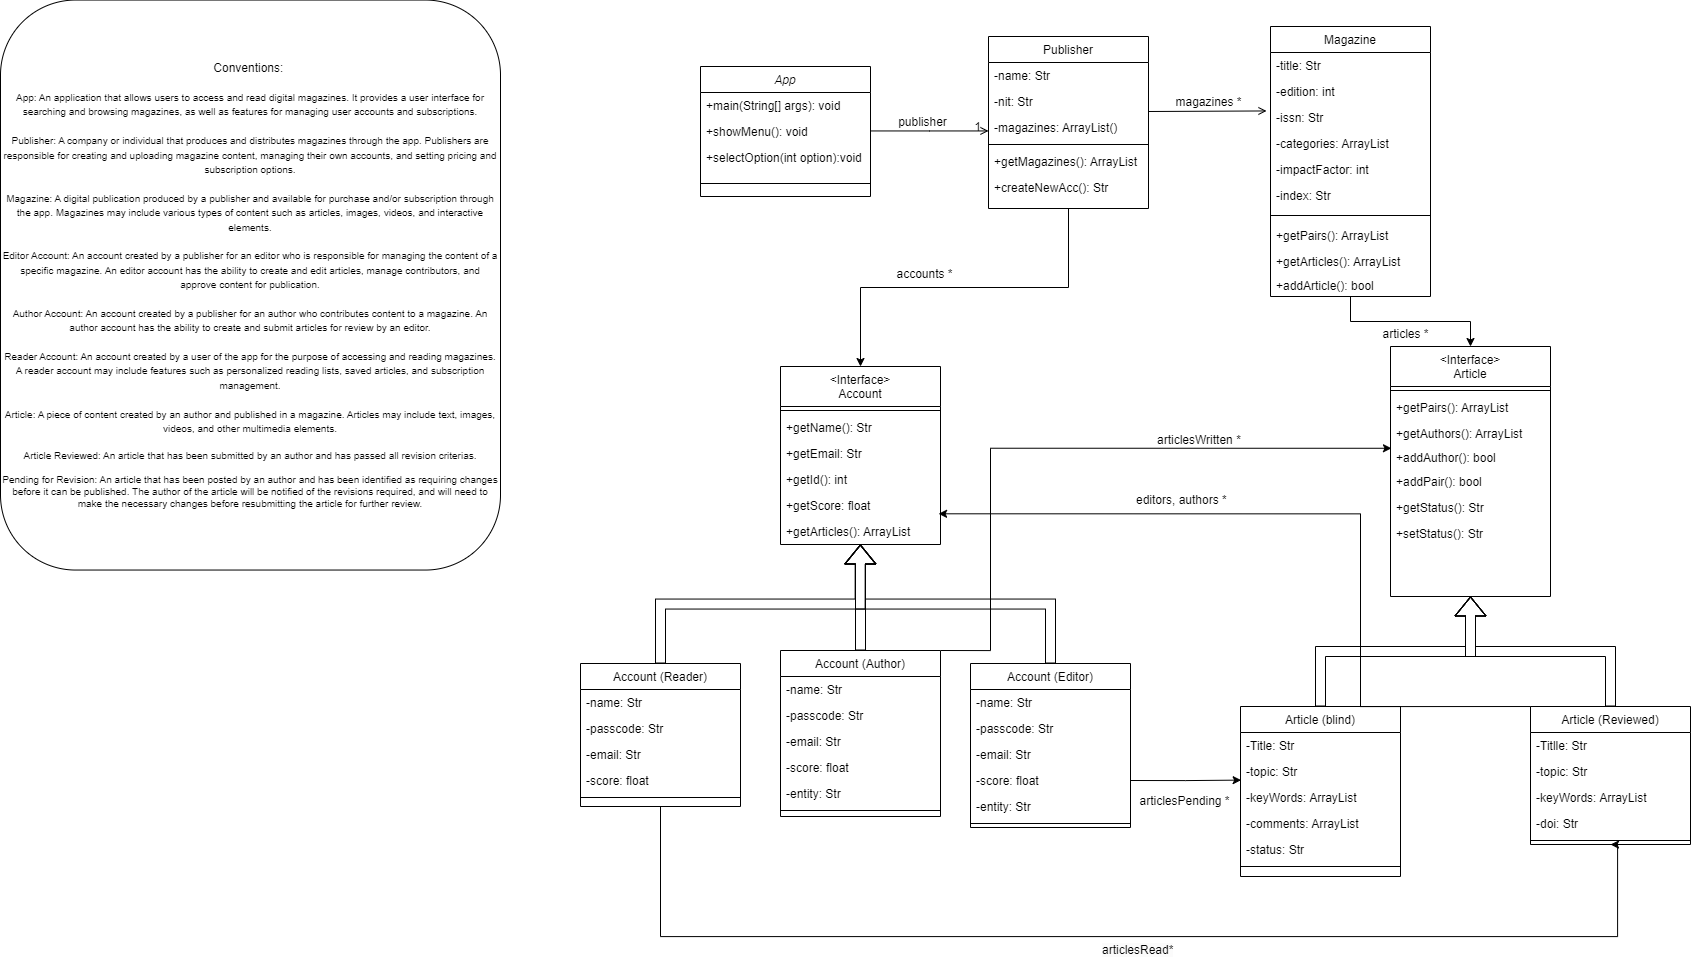 Conventions:
App: An application that allows users to access and read digital magazines. It provides a user interface for
searching and browsing magazines, as well as features for managing user accounts and subscriptions.
Publisher: A company or individual that produces and distributes magazines through the app. Publishers are
responsible for creating and uploading magazine content, managing their own accounts, and setting pricing and
subscription options.
Magazine: A digital publication produced by a publisher and available for purchase and/or subscription through
the app. Magazines may include various types of content such as articles, images, videos, and interactive
elements.
Editor Account: An account created by a publisher for an editor who is responsible for managing the content of a
specific magazine. An editor account has the ability to create and edit articles, manage contributors, and
approve content for publication.
Author Account: An account created by a publisher for an author who contributes content to a magazine. An
author account has the ability to create and submit articles for review by an editor.
Reader Account: An account created by a user of the app for the purpose of accessing and reading magazines.
A reader account may include features such as personalized reading lists, saved articles, and subscription
management.
Article: A piece of content created by an author and published in a magazine. Articles may include text, images,
videos, and other multimedia elements.
Article Reviewed: An article that has been submitted by an author and has passed all revision criterias.
Pending for Revision: An article that has been posted by an author and has been identified as requiring changes
before it can be published. The author of the article will be notified of the revisions required, and will need to
make the necessary changes before resubmitting the article for further review.
App
+main(String[] args): void
+showMenu(): void
+selectOption(int option):void
publisher
1
Publisher
-name: Str
-nit: Str
-magazines: ArrayList()
+getMagazines(): ArrayList
+createNewAcc(): Str
magazines *
Magazine
-title: Str
-edition: int
-issn: Str
-categories: ArrayList
-impactFactor: int
-index: Str
+getPairs(): ArrayList
+getArticles(): ArrayList
+addArticle(): bool
accounts *
articles *
<Interface>
Account
+getName(): Str
+getEmail: Str
+getId(): int
+getScore: float
+getArticles(): ArrayList
<Interface>
Article
+getPairs(): ArrayList
+getAuthors(): ArrayList
+addAuthor(): bool
+addPair(): bool
+getStatus(): Str
+setStatus(): Str
articlesWritten *
editors, authors *
Account (Reader)
-name: Str
-passcode: Str
-email: Str
-score: float
Account (Author)
-name: Str
-passcode: Str
-email: Str
-score: float
-entity: Str
Account (Editor)
-name: Str
-passcode: Str
-email: Str
-score: float
-entity: Str
articlesPending *
Article (blind)
-Title: Str
-topic: Str
-keyWords: ArrayList
-comments: ArrayList
-status: Str
Article (Reviewed)
-Titlle: Str
-topic: Str
-keyWords: ArrayList
-doi: Str
articlesRead*